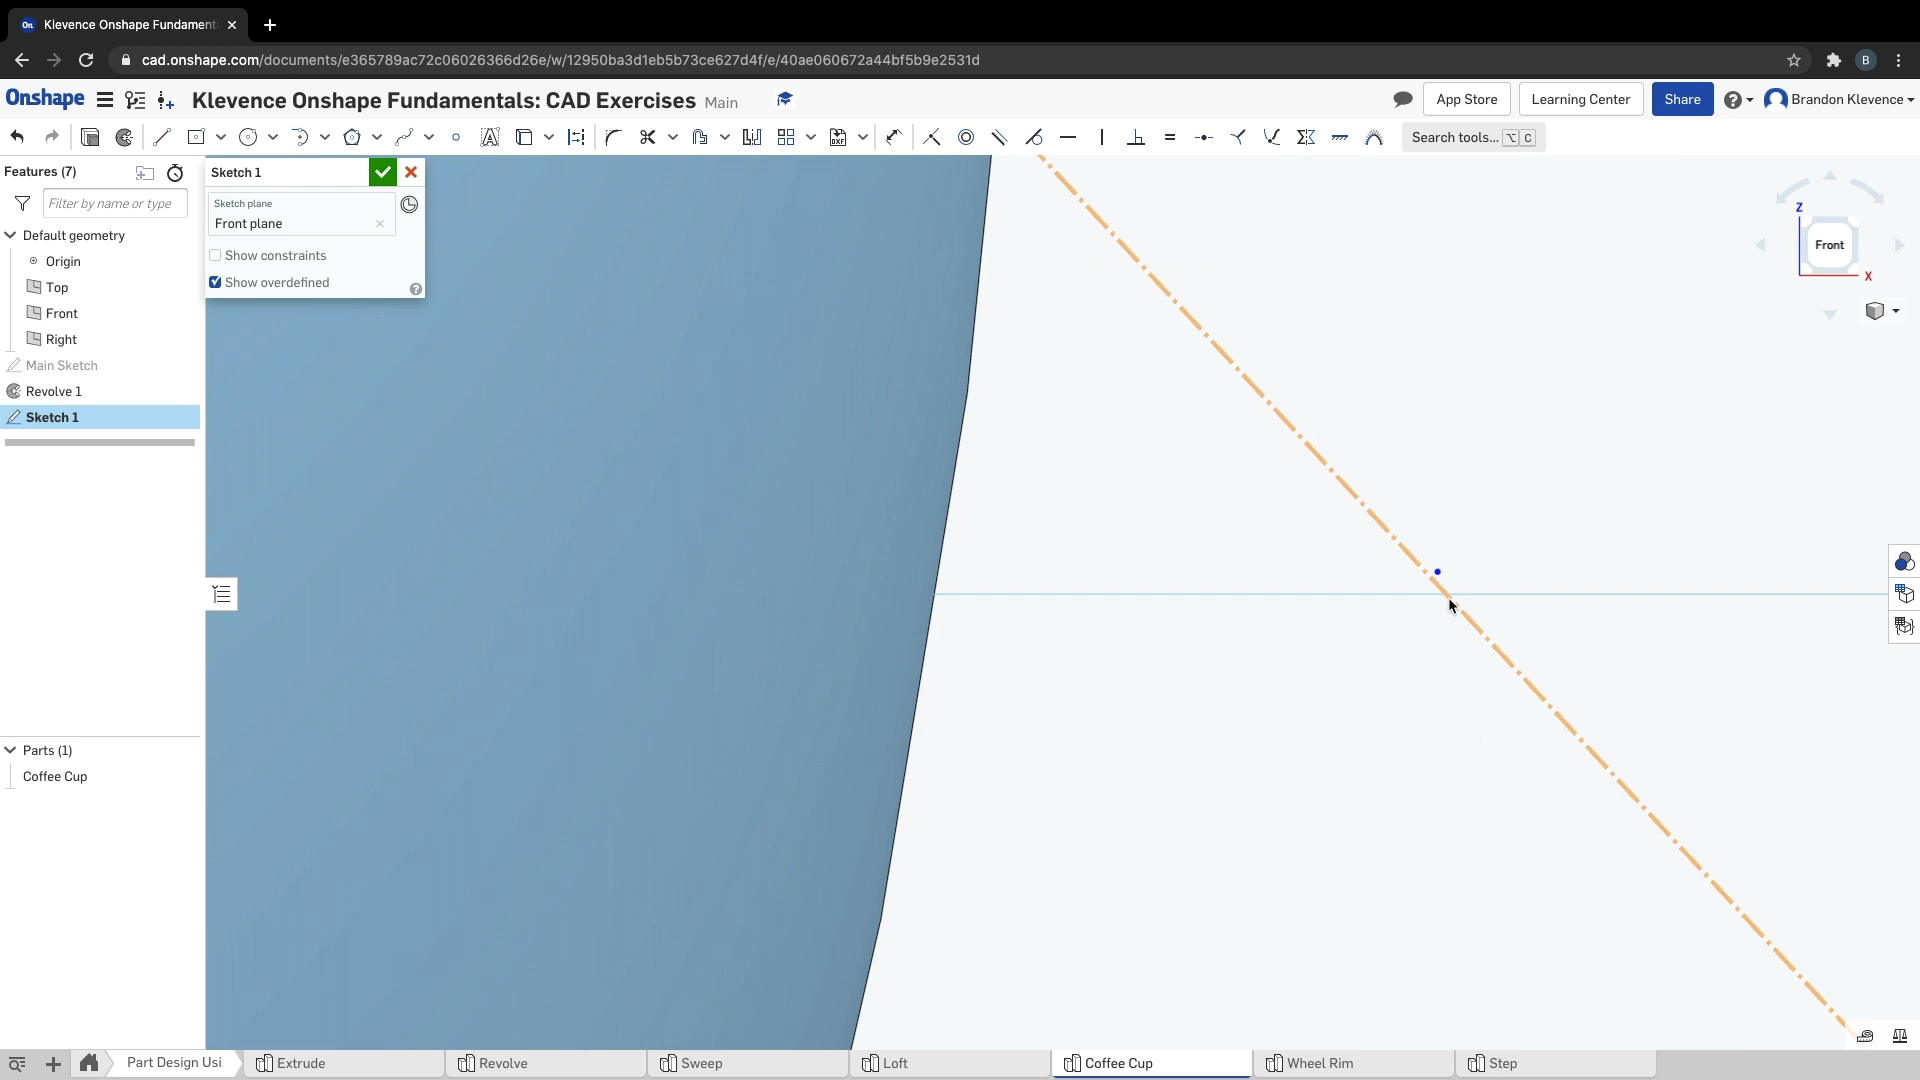 Klevence Onshape Fundament
cad.onshape.com/documents/e365789ac72c06026366d26e/w/12950ba3d1eb5b73ce627d4f/e/40ae060672a44bf5b9e2531d
B
Onshape
Klevence Onshape Fundamentals: CAD Exercises Main
App Store
Learning Center
Share
Brandon Klevence
DXF
Search tools... ⌥ C
Features (7)
Filter by name or type
Default geometry
Origin
Top
Front
Right
Main Sketch
Revolve 1
Sketch 1
Sketch 1
Sketch plane
Front plane
Show constraints
Show overdefined
Z
Front
X
Parts (1)
Coffee Cup
Part Design Usi
Extrude
Revolve
Sweep
Loft
Coffee Cup
Wheel Rim
Step